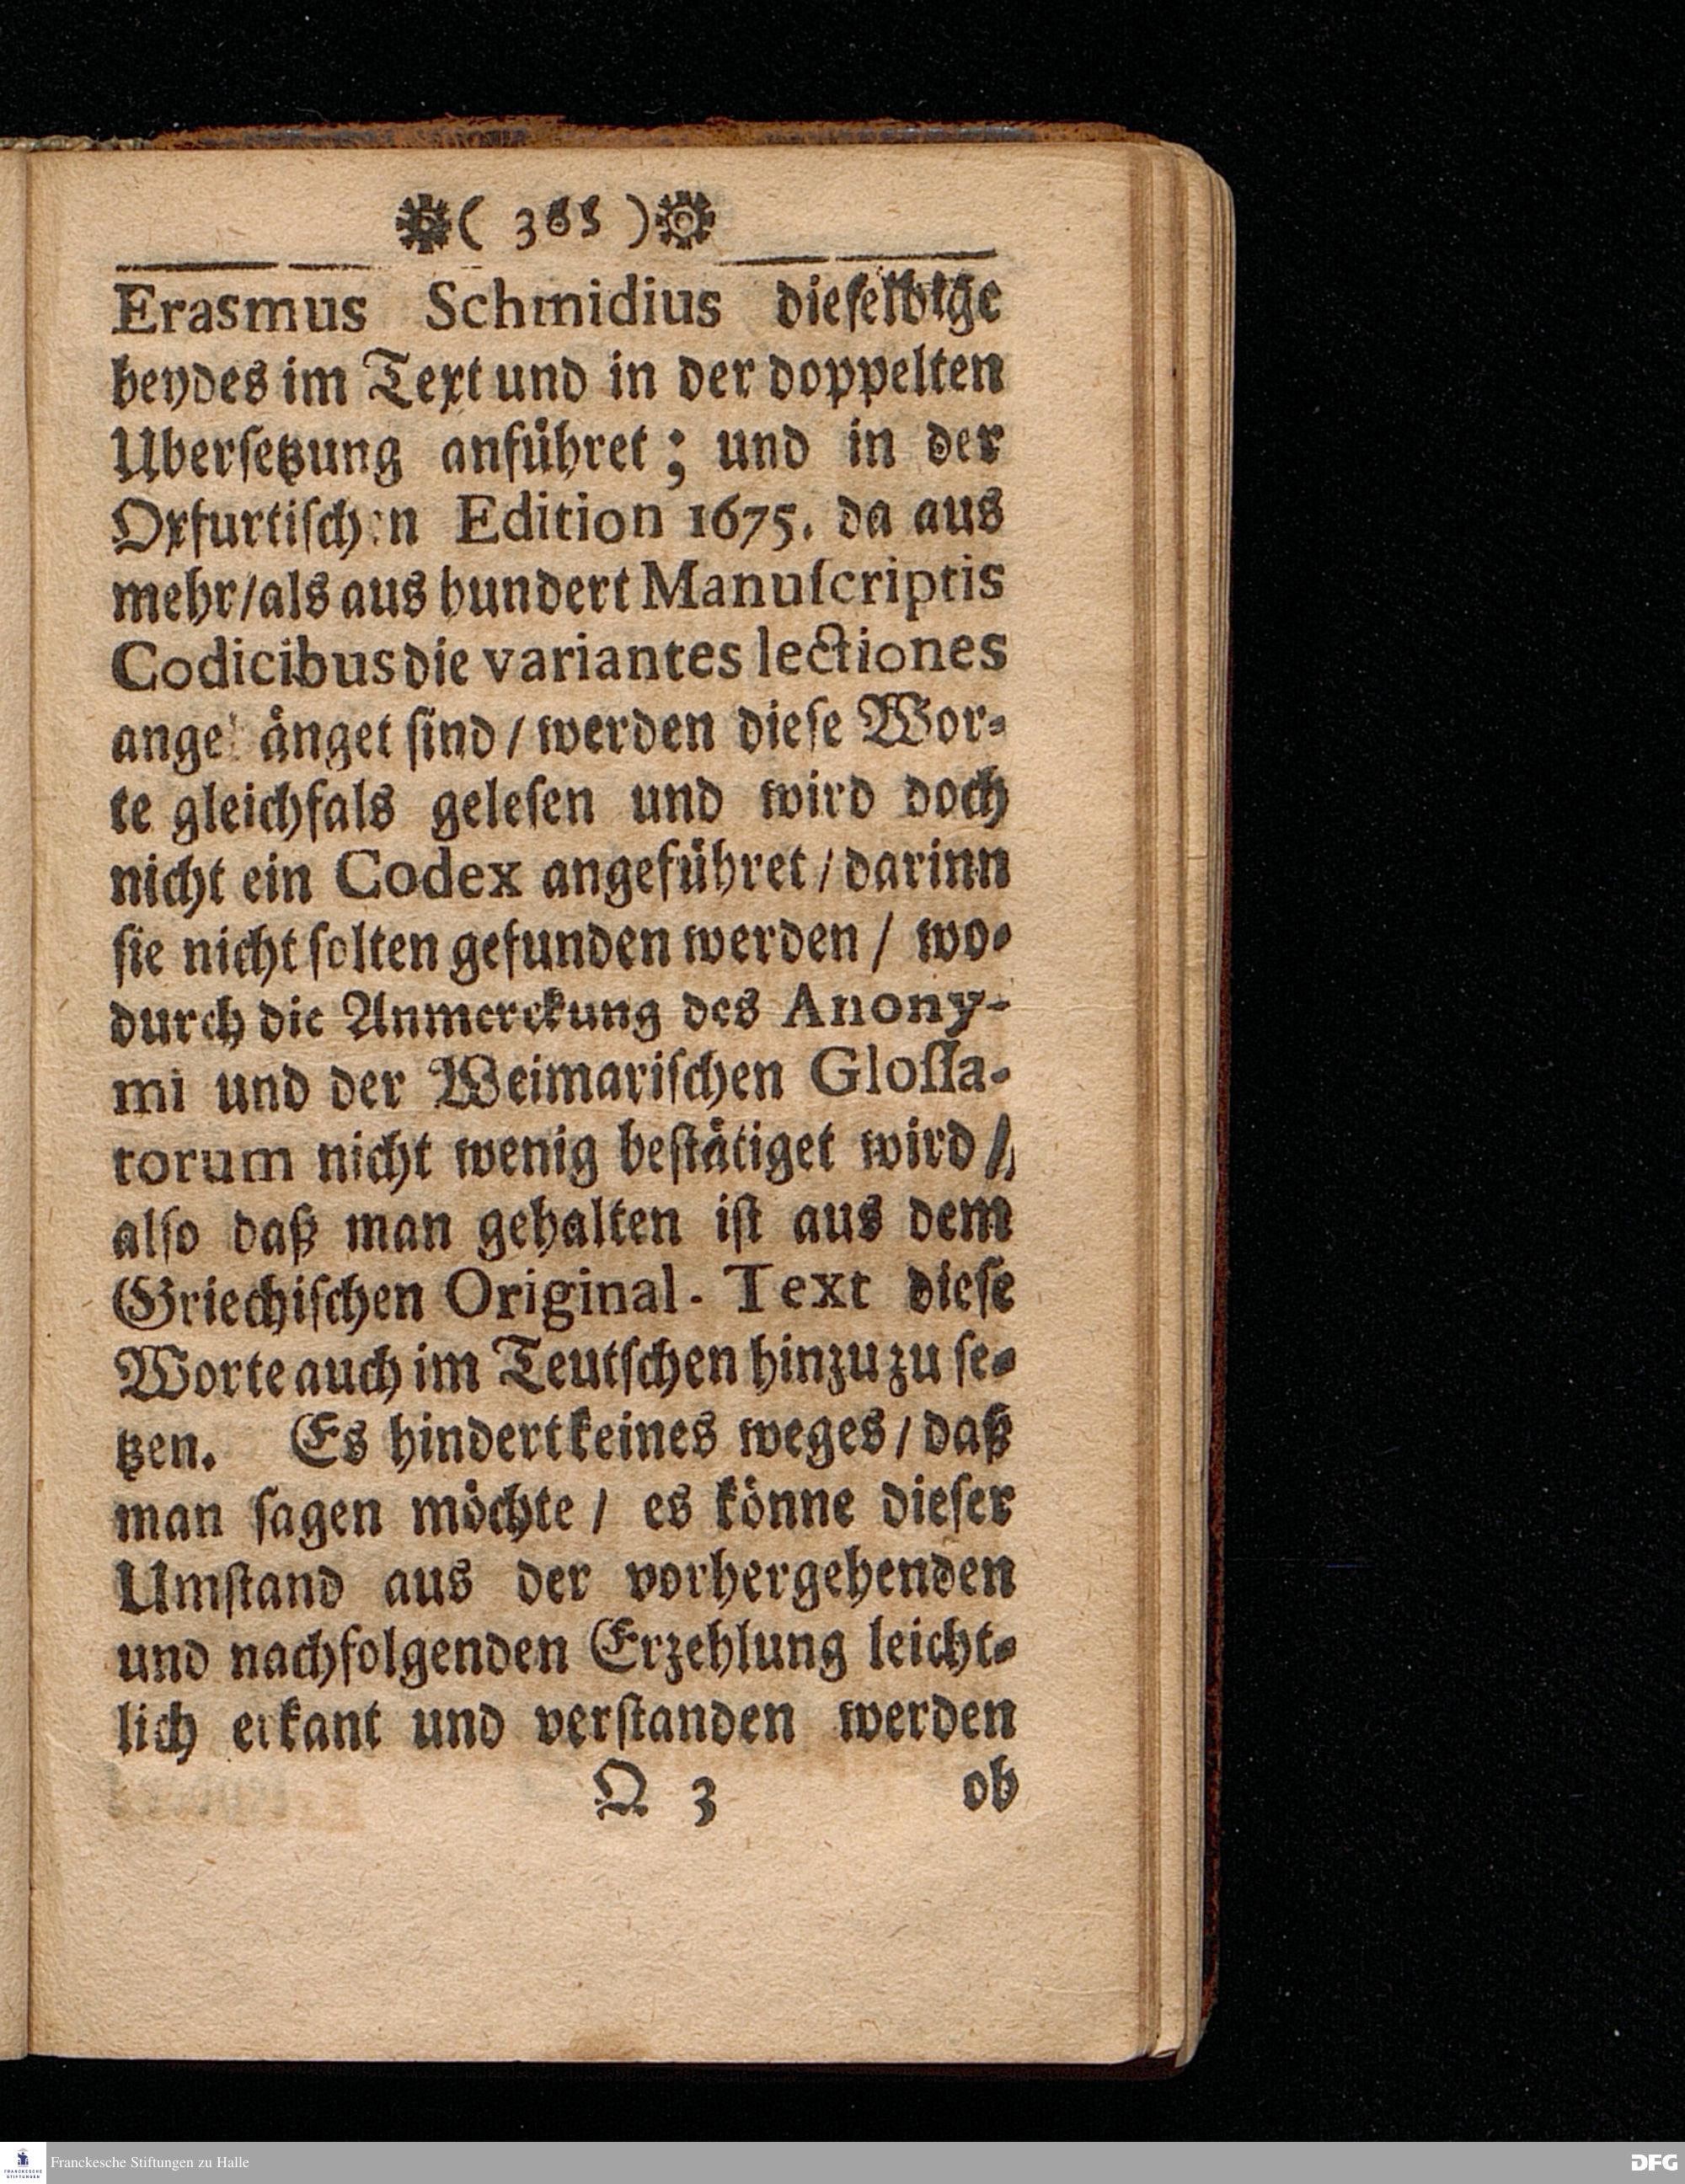 ( 365 )
Erasmus Schmidius dieſelbige
beydes im Text und in der doppelten
Uberſetzung anführet; und in der
Oxfurtiſchen Edition 1675. da aus
mehr/als aus hundert Manuſcriptis
Codicibus die variantes lectiones
angehänget ſind / werden dieſe Wor-
te gleichfals geleſen und wird doch
nicht ein Codex angeführet / darinn
ſie nicht ſolten gefunden werden / wo-
durch die Anmerckung des Anony-
mi und der Weimariſchen Gloſſa-
torum nicht wenig beſtätiget wird /
alſo daß man gehalten iſt aus dem
Griechiſchen Original-Text dieſe
Worte auch im Teutſchen hinzu zu ſe-
tzen. Es hindert keines weges / daß
man ſagen möchte / es könne dieſer
Umſtand aus der vorhergehenden
und nachfolgenden Erzehlung leicht-
lich erkant und verſtanden werden
Q 3 ob
FRANCKESCHE STIFTUNGEN
Franckesche Stiftungen zu Halle
DFG